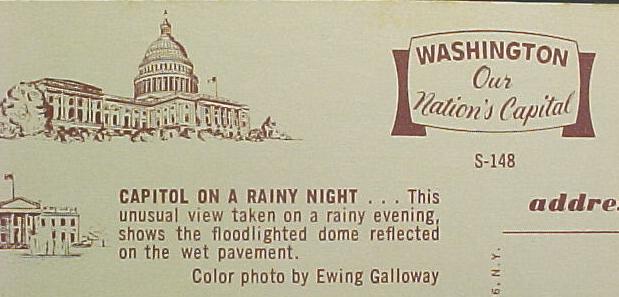 WASHINGTON
Our
Nation's Capital
S-148
CAPITOL ON A RAINY NIGHT . . . This
unusual view taken on a rainy evening,
shows the floodlighted dome reflected
on the wet pavement.
Color photo by Ewing Galloway
addre
6, N.Y.